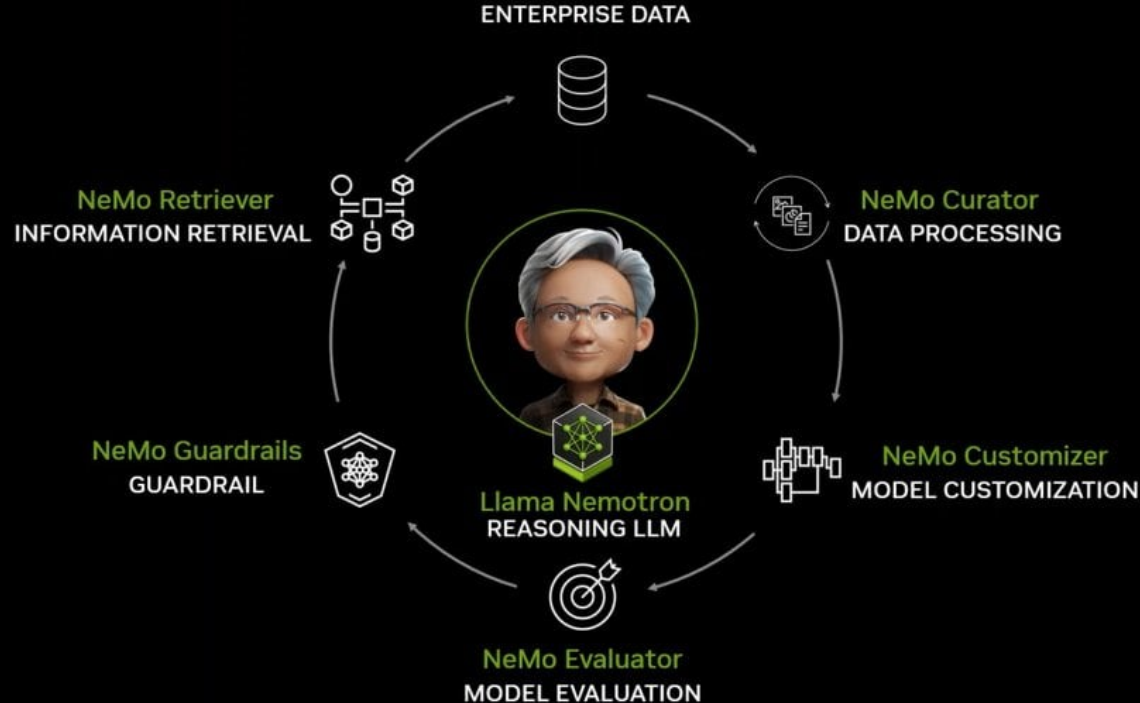 ENTERPRISE DATA
NeMo Retriever
INFORMATION RETRIEVAL
NeMo Curator
DATA PROCESSING
NeMo Guardrails
GUARDRAIL
Llama Nemotron
REASONING LLM
NeMo Customizer
MODEL CUSTOMIZATION
NeMo Evaluator
MODEL EVALUATION